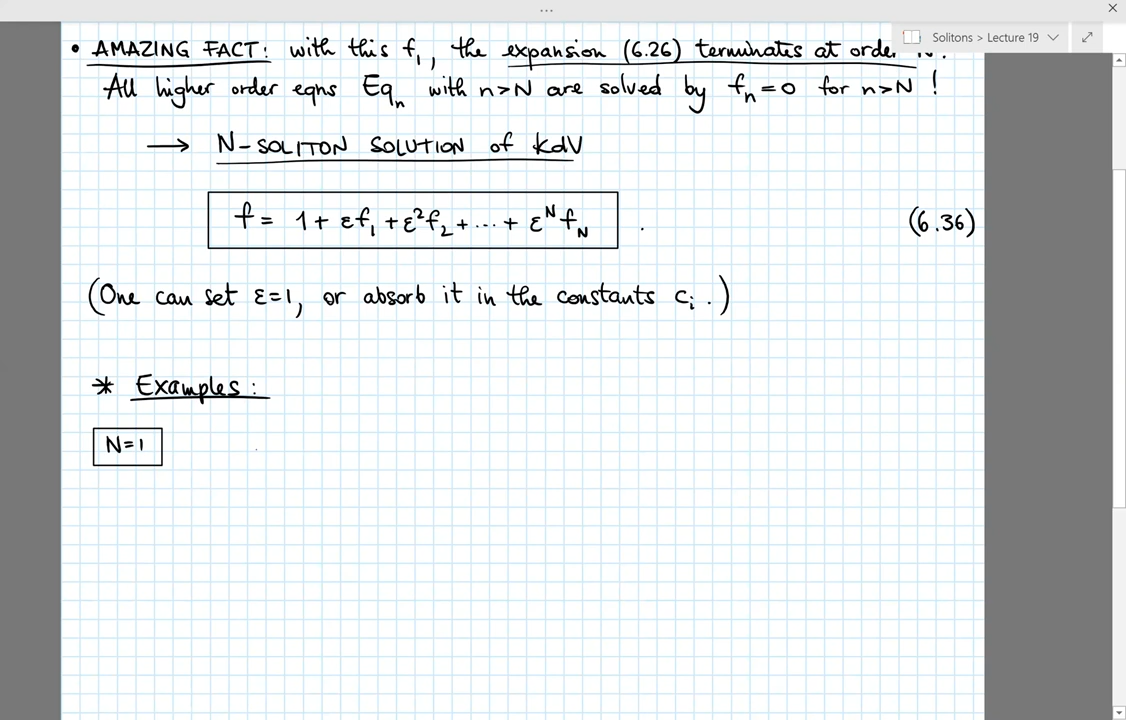 Solitons > Lecture 19
• AMAZING FACT: with this f₁, the expansion (6.26) terminates at order
All higher order eqns Eqₙ with n>N are solved by fₙ=0 for n>N !
→ N-SOLITON SOLUTION of KdV
f = 1 + εf₁ + ε²f₂ + ··· + ε^N f_N . (6.36)
(One can set ε=1, or absorb it in the constants cᵢ.)
* Examples:
N=1